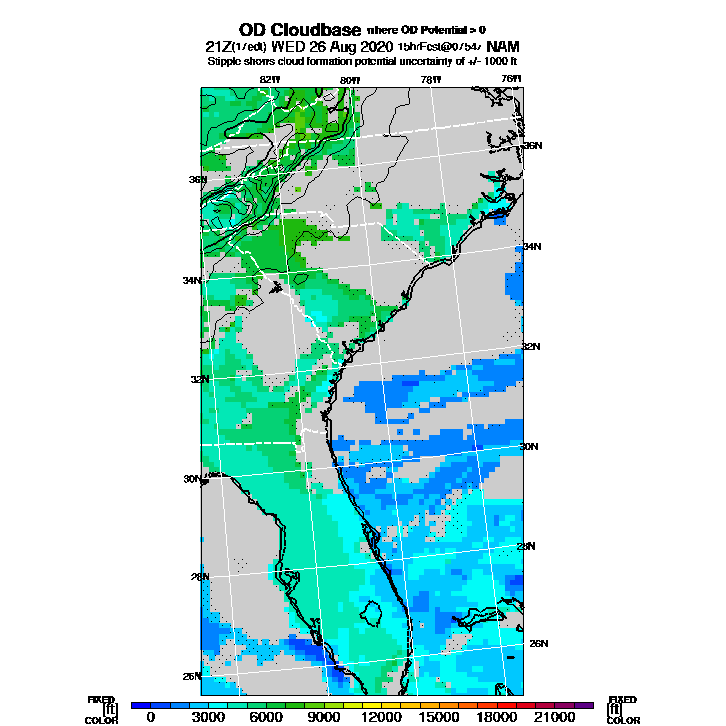 OD Cloudbase where OD Potential > 0
21Z(17edt) WED 26 Aug 2020 15hrFcst@0754z NAM
Stipple shows cloud formation potential uncertainty of +/- 1000 ft
82W 80W 78W 76W
36N
36N
34N
34N
32N
32N
30N
30N
28N
28N
26N
26N
FIXED FIXED
[ft] [ft]
COLOR COLOR
0 3000 6000 9000 12000 15000 18000 21000